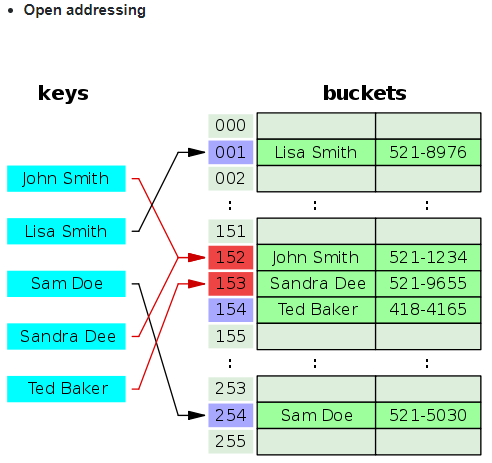 Open addressing
keys buckets
000
001 Lisa Smith 521-8976
002
John Smith
: : :
Lisa Smith
151
152 John Smith 521-1234
Sam Doe
153 Sandra Dee 521-9655
154 Ted Baker 418-4165
Sandra Dee
155
: : :
Ted Baker
253
254 Sam Doe 521-5030
255